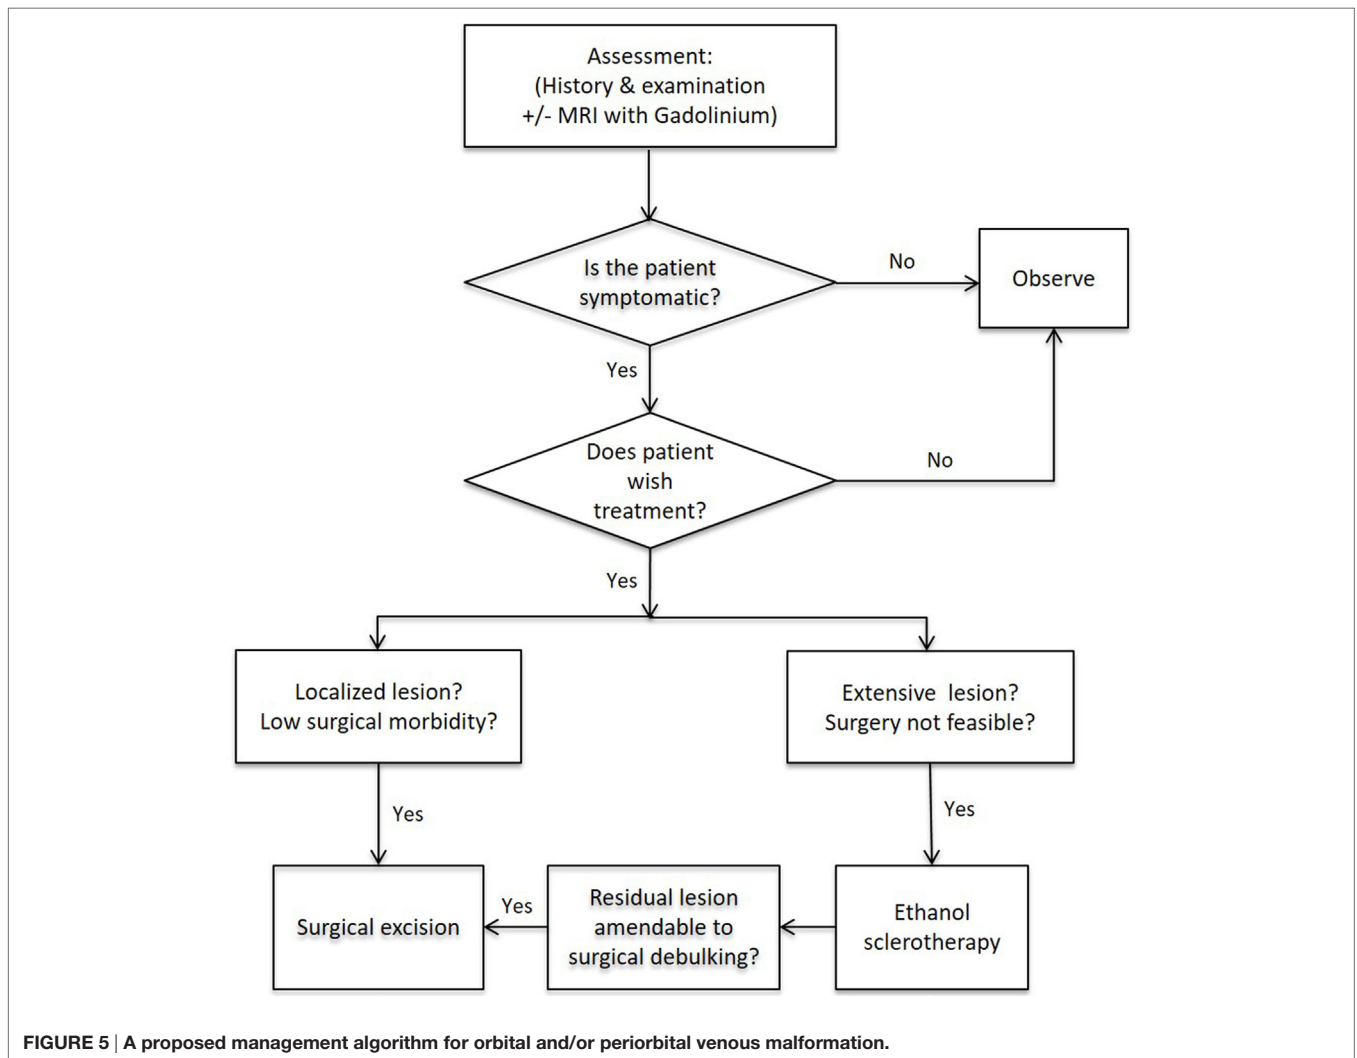 Assessment:
(History & examination
+/- MRI with Gadolinium)
Is the patient
symptomatic?
No
Observe
Yes
Does patient
wish
treatment?
No
Yes
Localized lesion?
Low surgical morbidity?
Extensive lesion?
Surgery not feasible?
Yes
Yes
Surgical excision
Yes
Residual lesion
amendable to
surgical debulking?
Ethanol
sclerotherapy
FIGURE 5 | A proposed management algorithm for orbital and/or periorbital venous malformation.